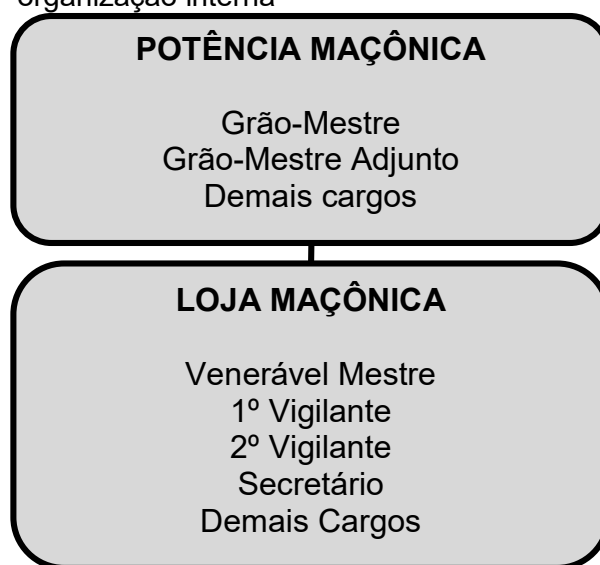 organização interna
POTÊNCIA MAÇÔNICA
Grão-Mestre
Grão-Mestre Adjunto
Demais cargos
LOJA MAÇÔNICA
Venerável Mestre
1º Vigilante
2º Vigilante
Secretário
Demais Cargos